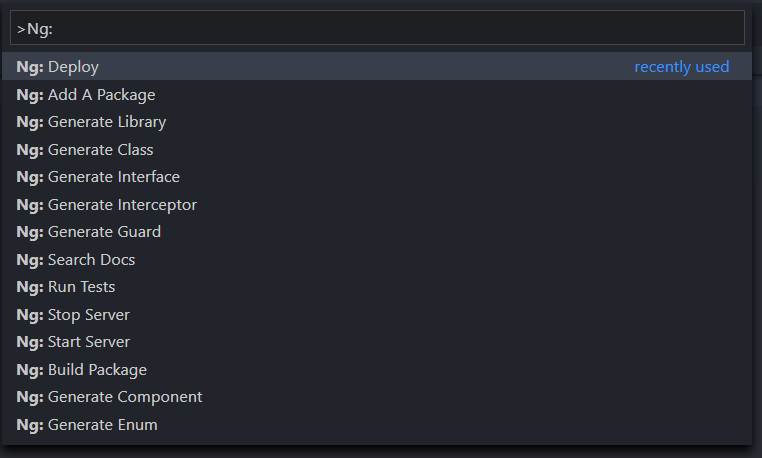 >Ng:
Ng: Deploy recently used
Ng: Add A Package
Ng: Generate Library
Ng: Generate Class
Ng: Generate Interface
Ng: Generate Interceptor
Ng: Generate Guard
Ng: Search Docs
Ng: Run Tests
Ng: Stop Server
Ng: Start Server
Ng: Build Package
Ng: Generate Component
Ng: Generate Enum